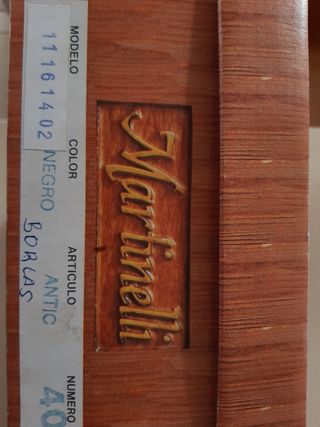 MODELO COLOR ARTICULO NUMERO
11161402 NEGRO ANTIC 40
BORLAS
Martinelli